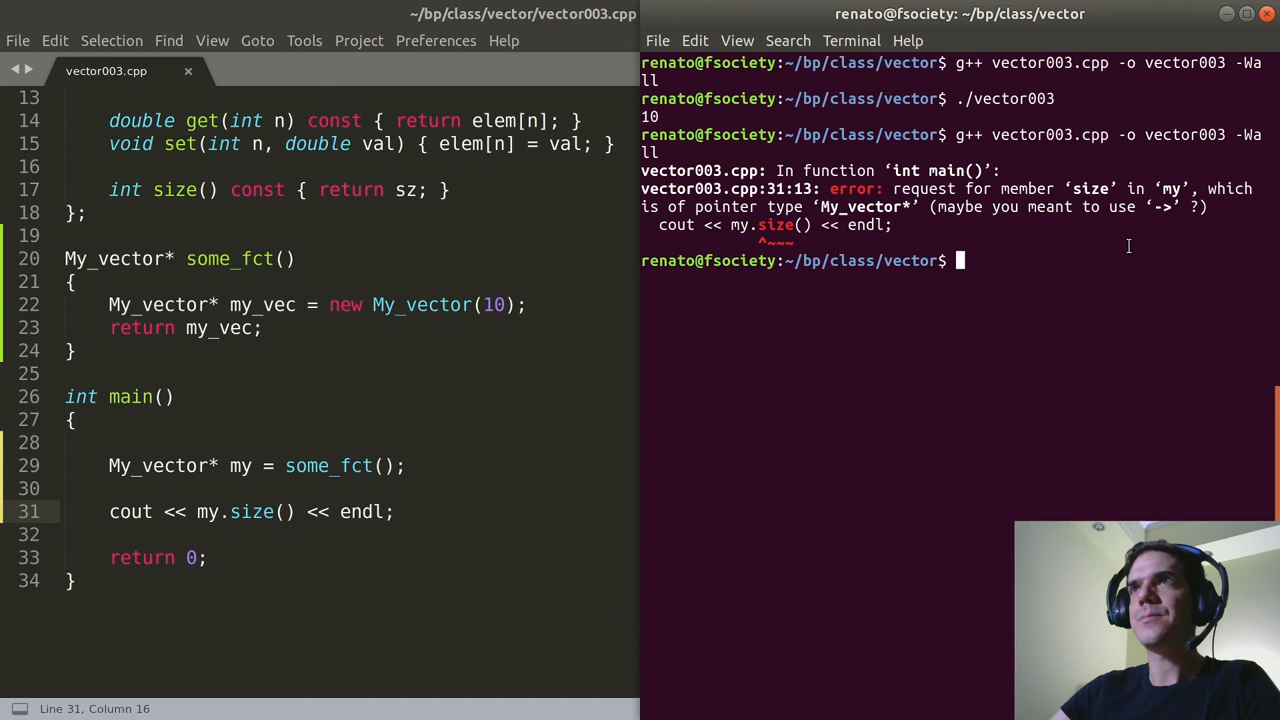 ~/bp/class/vector/vector003.cpp
File Edit Selection Find View Goto Tools Project Preferences Help
vector003.cpp ×
13
14 double get(int n) const { return elem[n]; }
15 void set(int n, double val) { elem[n] = val; }
16
17 int size() const { return sz; }
18 };
19
20 My_vector* some_fct()
21 {
22 My_vector* my_vec = new My_vector(10);
23 return my_vec;
24 }
25
26 int main()
27 {
28
29 My_vector* my = some_fct();
30
31 cout << my.size() << endl;
32
33 return 0;
34 }
Line 31, Column 16
renato@fsociety: ~/bp/class/vector
File Edit View Search Terminal Help
renato@fsociety:~/bp/class/vector$ g++ vector003.cpp -o vector003 -Wa
ll
renato@fsociety:~/bp/class/vector$ ./vector003
10
renato@fsociety:~/bp/class/vector$ g++ vector003.cpp -o vector003 -Wa
ll
vector003.cpp: In function ‘int main()’:
vector003.cpp:31:13: error: request for member ‘size’ in ‘my’, which
is of pointer type ‘My_vector*’ (maybe you meant to use ‘->’ ?)
cout << my.size() << endl;
^~~~
renato@fsociety:~/bp/class/vector$